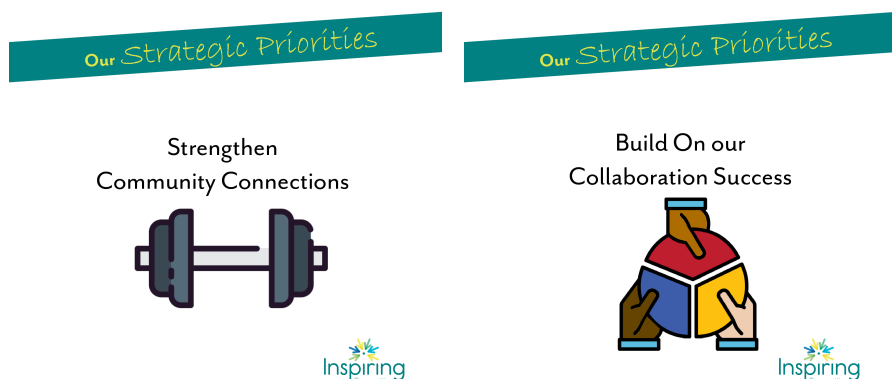 Our Strategic Priorities
Strengthen
Community Connections
Inspiring
Our Strategic Priorities
Build On our
Collaboration Success
Inspiring